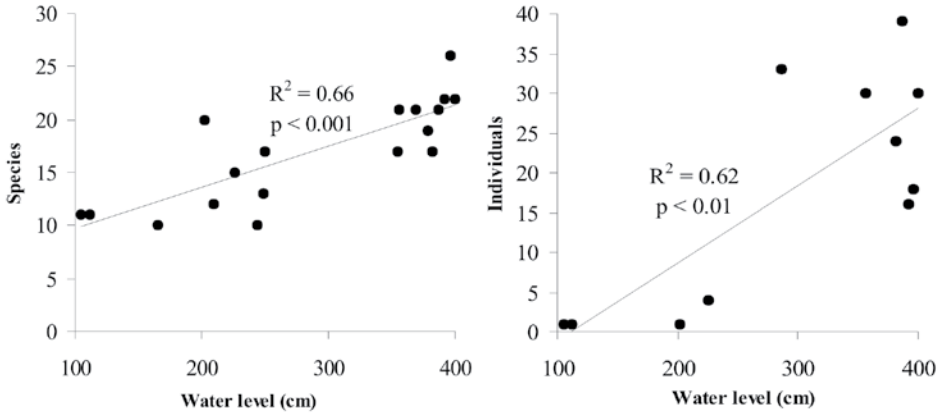 30
25
20
15
10
5
0
Species
R² = 0.66
p < 0.001
100 200 300 400
Water level (cm)
40
35
30
25
20
15
10
5
0
Individuals
R² = 0.62
p < 0.01
100 200 300 400
Water level (cm)